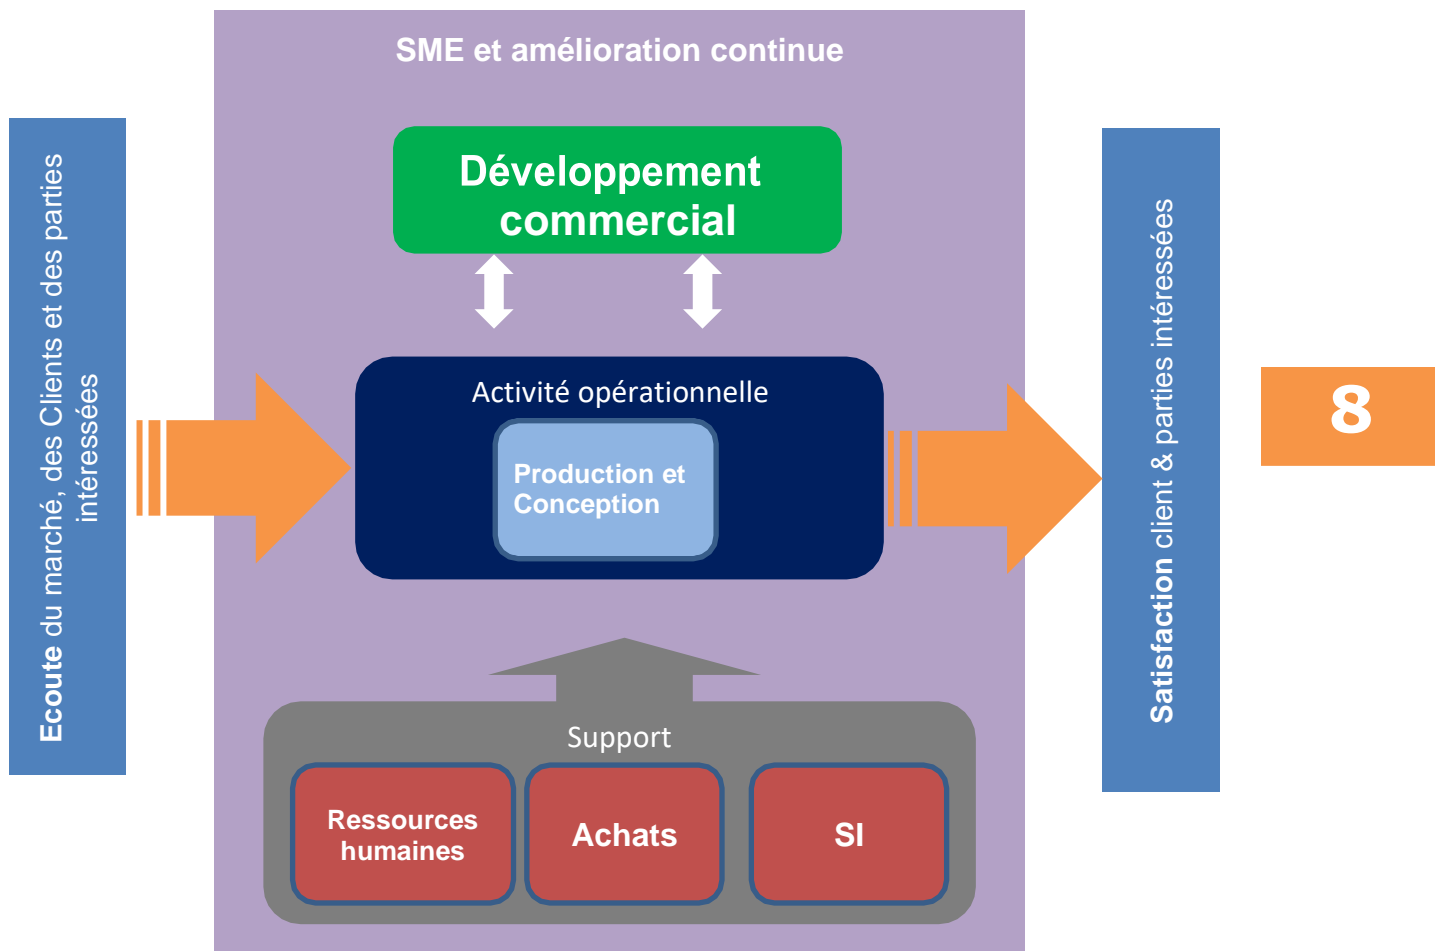 SME et amélioration continue
Ecoute du marché, des Clients et des parties
intéressées
Développement
commercial
Activité opérationnelle
Production et
Conception
Support
Ressources
humaines
Achats
SI
Satisfaction client & parties intéressées
8